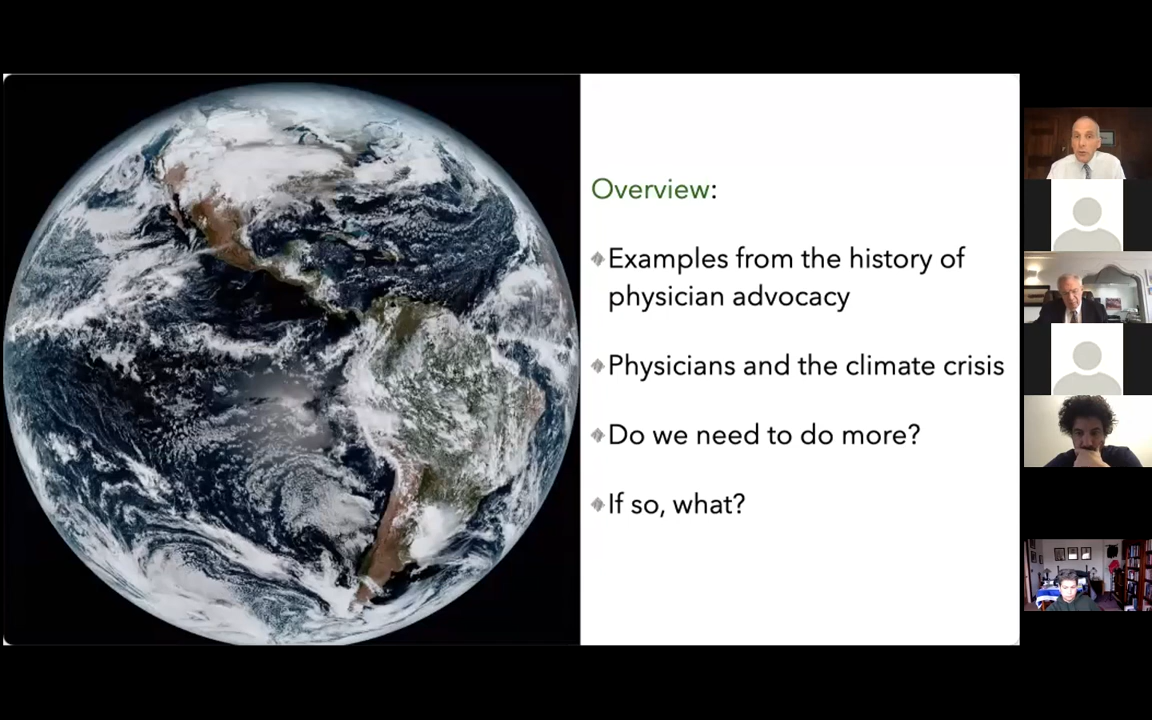 Overview:
Examples from the history of
physician advocacy
Physicians and the climate crisis
Do we need to do more?
If so, what?